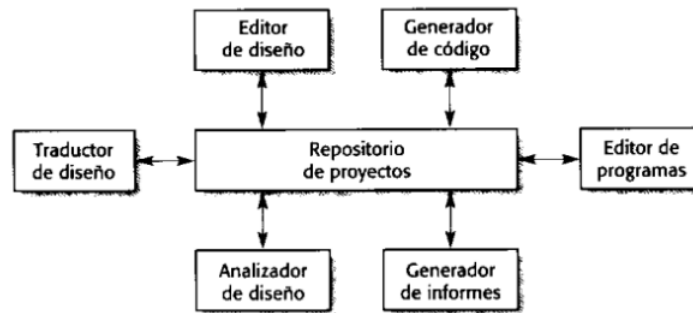 Editor
de diseño
Generador
de código
Traductor
de diseño
Repositorio
de proyectos
Editor de
programas
Analizador
de diseño
Generador
de informes